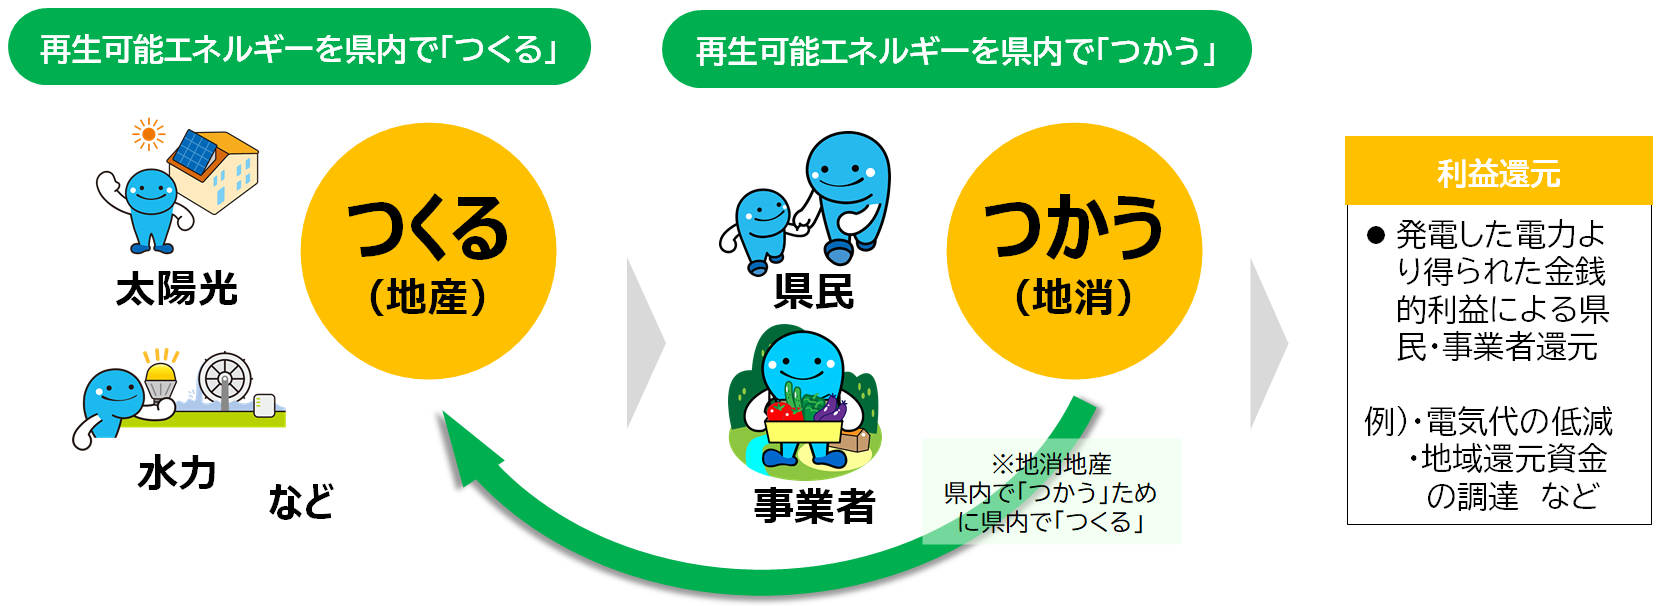 再生可能エネルギーを県内で「つくる」
太陽光
水力
など
つくる
（地産）
再生可能エネルギーを県内で「つかう」
県民
事業者
つかう
（地消）
※地消地産
県内で「つかう」ため
に県内で「つくる」
利益還元
● 発電した電力よ
り得られた金銭
的利益による県
民・事業者還元
例）・電気代の低減
・地域還元資金
の調達　など